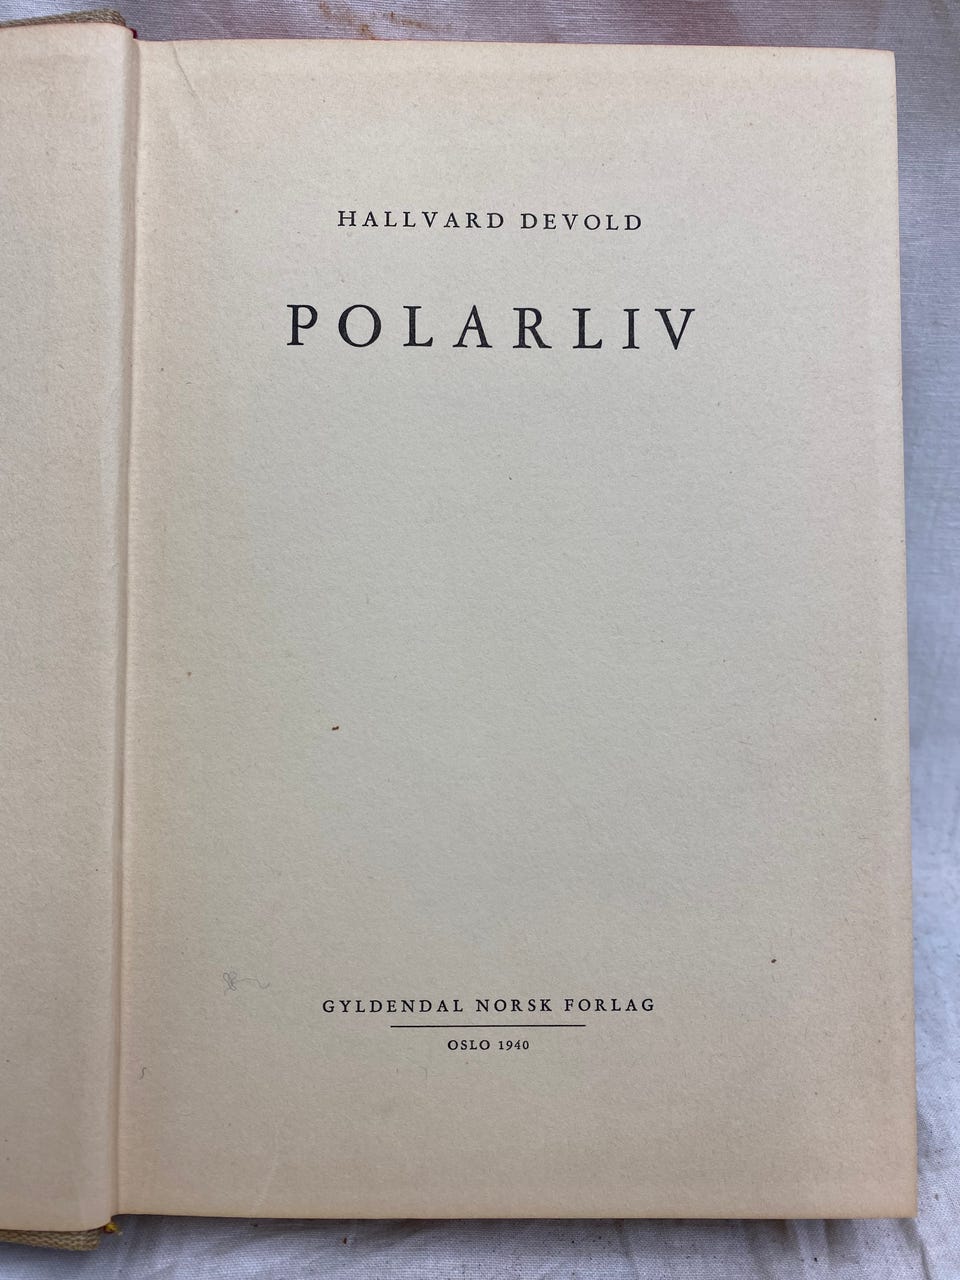 HALLVARD DEVOLD
POLARLIV
GYLDENDAL NORSK FORLAG
OSLO 1940